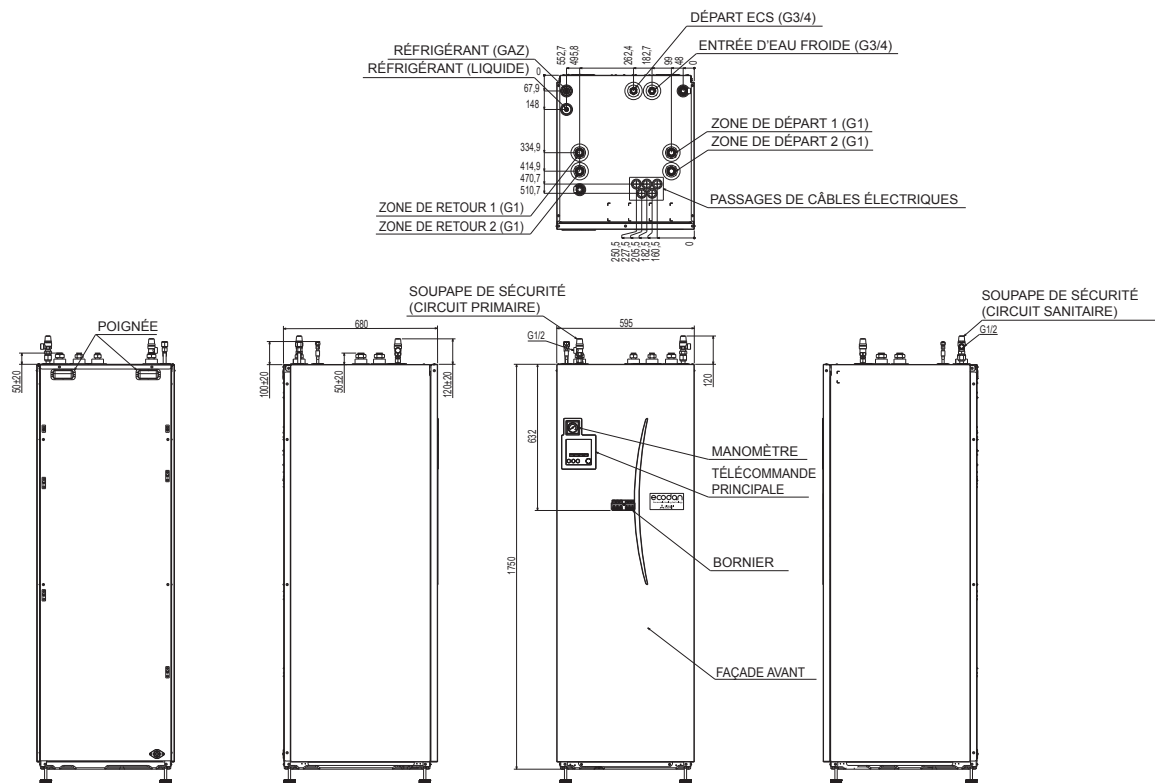 DÉPART ECS (G3/4)
RÉFRIGÉRANT (GAZ)
ENTRÉE D'EAU FROIDE (G3/4)
RÉFRIGÉRANT (LIQUIDE)
552,7
495,8
262,4
182,7
99
48
0
0
67,9
148
334,9
414,9
470,7
510,7
ZONE DE DÉPART 1 (G1)
ZONE DE DÉPART 2 (G1)
PASSAGES DE CÂBLES ÉLECTRIQUES
ZONE DE RETOUR 1 (G1)
ZONE DE RETOUR 2 (G1)
250,5
227,5
205,5
182,5
160,5
0
SOUPAPE DE SÉCURITÉ
(CIRCUIT PRIMAIRE)
SOUPAPE DE SÉCURITÉ
(CIRCUIT SANITAIRE)
POIGNÉE
680
595
G1/2
G1/2
50±20
100±20
50±20
120±20
120
632
1750
MANOMÈTRE
TÉLÉCOMMANDE
PRINCIPALE
ecodan
BORNIER
FAÇADE AVANT